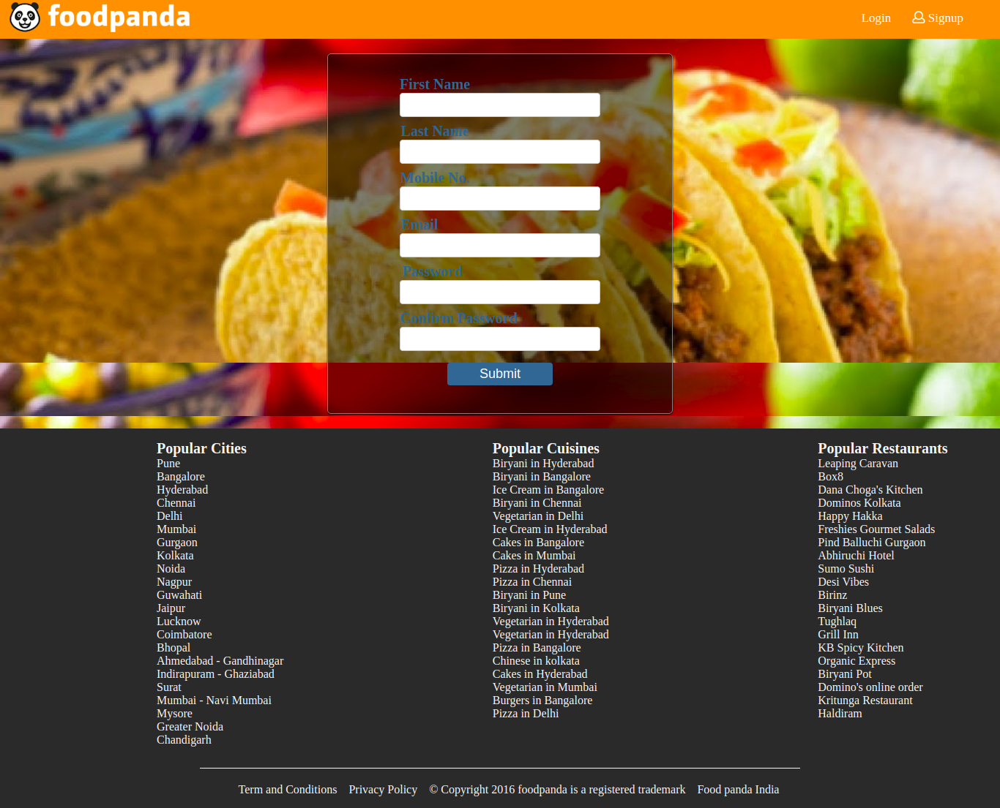 foodpanda
Login
Signup
First Name
Last Name
Mobile No.
Email
Password
Confirm Password
Submit
Popular Cities
Pune
Bangalore
Hyderabad
Chennai
Delhi
Mumbai
Gurgaon
Kolkata
Noida
Nagpur
Guwahati
Jaipur
Lucknow
Coimbatore
Bhopal
Ahmedabad - Gandhinagar
Indirapuram - Ghaziabad
Surat
Mumbai - Navi Mumbai
Mysore
Greater Noida
Chandigarh
Popular Cuisines
Biryani in Hyderabad
Biryani in Bangalore
Ice Cream in Bangalore
Biryani in Chennai
Vegetarian in Delhi
Ice Cream in Hyderabad
Cakes in Bangalore
Cakes in Mumbai
Pizza in Hyderabad
Pizza in Chennai
Biryani in Pune
Biryani in Kolkata
Vegetarian in Hyderabad
Vegetarian in Hyderabad
Pizza in Bangalore
Chinese in kolkata
Cakes in Hyderabad
Vegetarian in Mumbai
Burgers in Bangalore
Pizza in Delhi
Popular Restaurants
Leaping Caravan
Box8
Dana Choga's Kitchen
Dominos Kolkata
Happy Hakka
Freshies Gourmet Salads
Pind Balluchi Gurgaon
Abhiruchi Hotel
Sumo Sushi
Desi Vibes
Birinz
Biryani Blues
Tughlaq
Grill Inn
KB Spicy Kitchen
Organic Express
Biryani Pot
Domino's online order
Kritunga Restaurant
Haldiram
Term and Conditions Privacy Policy © Copyright 2016 foodpanda is a registered trademark Food panda India